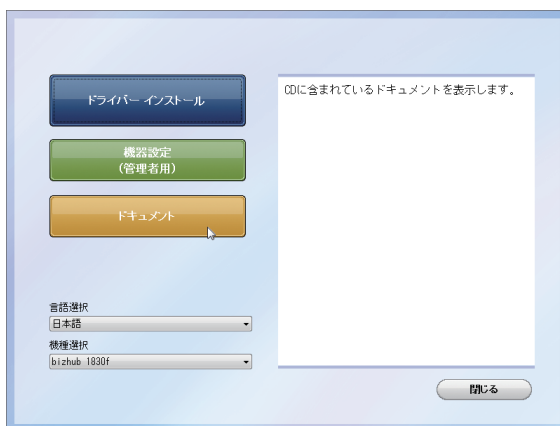 ドライバー インストール
CDに含まれているドキュメントを表示します。
機器設定
(管理者用)
ドキュメント
言語選択
日本語
機種選択
bizhub 1830f
閉じる